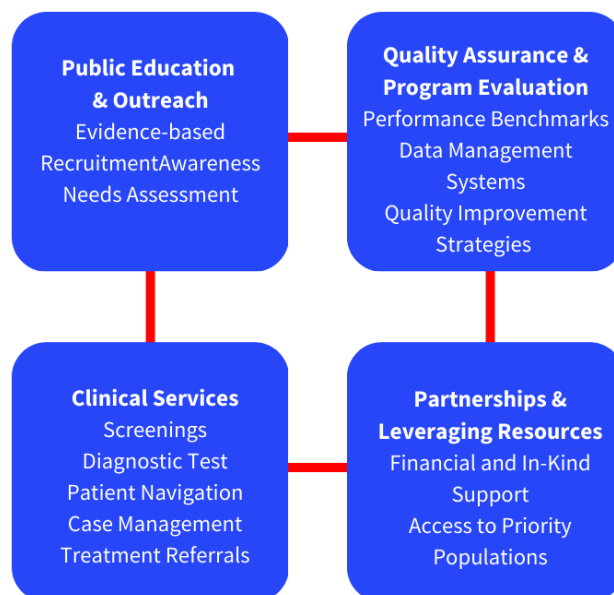 Public Education
& Outreach
Evidence-based
RecruitmentAwareness
Needs Assessment
Quality Assurance &
Program Evaluation
Performance Benchmarks
Data Management
Systems
Quality Improvement
Strategies
Clinical Services
Screenings
Diagnostic Test
Patient Navigation
Case Management
Treatment Referrals
Partnerships &
Leveraging Resources
Financial and In-Kind
Support
Access to Priority
Populations